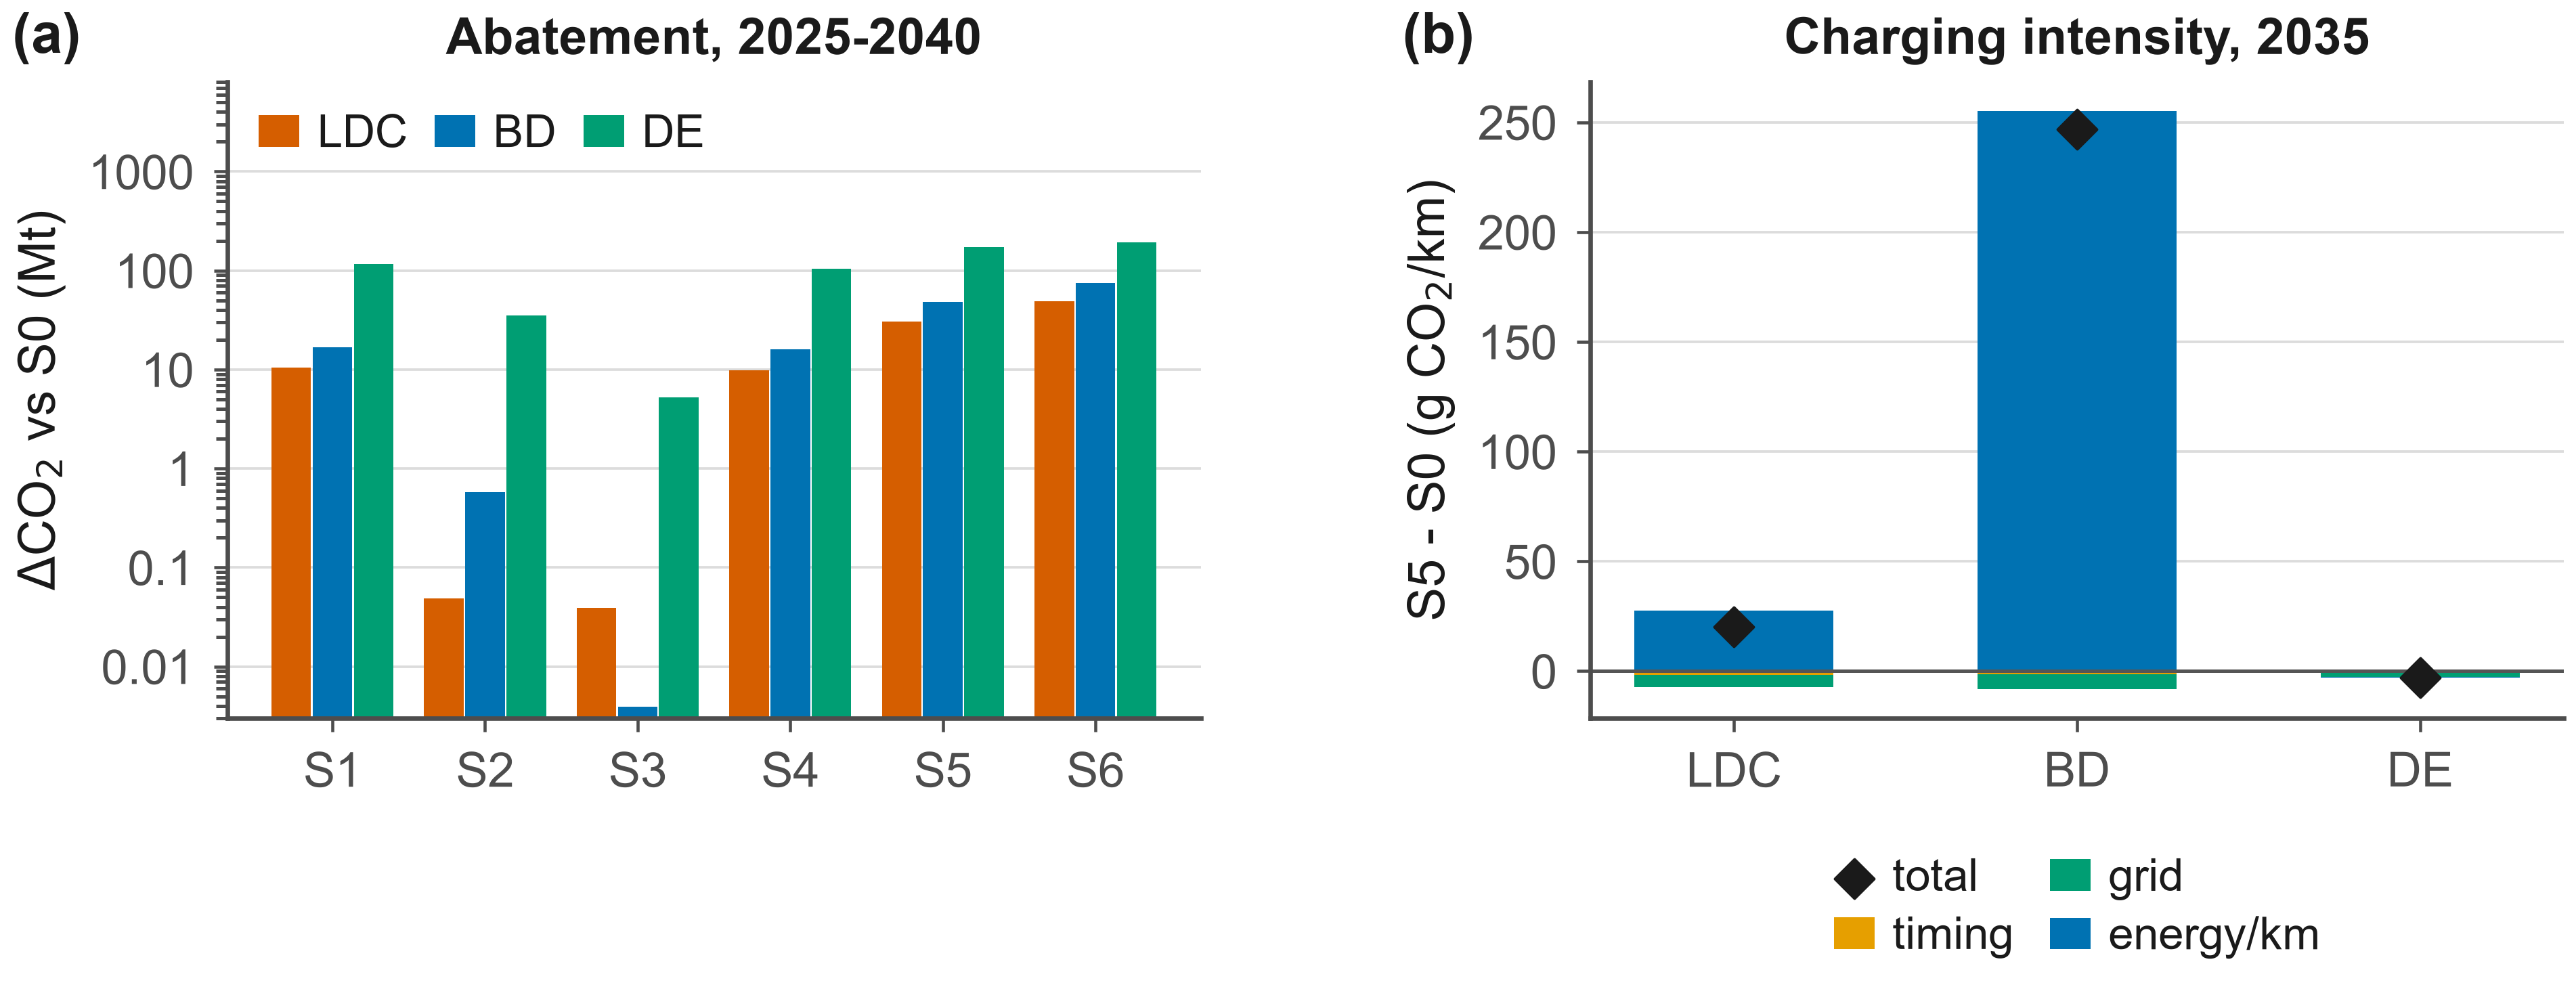 (a)
Abatement, 2025-2040
LDC BD DE
1000
100
10
1
0.1
0.01
ΔCO₂ vs S0 (Mt)
S1 S2 S3 S4 S5 S6
(b)
Charging intensity, 2035
250
200
150
100
50
0
S5 - S0 (g CO₂/km)
LDC BD DE
total grid
timing energy/km